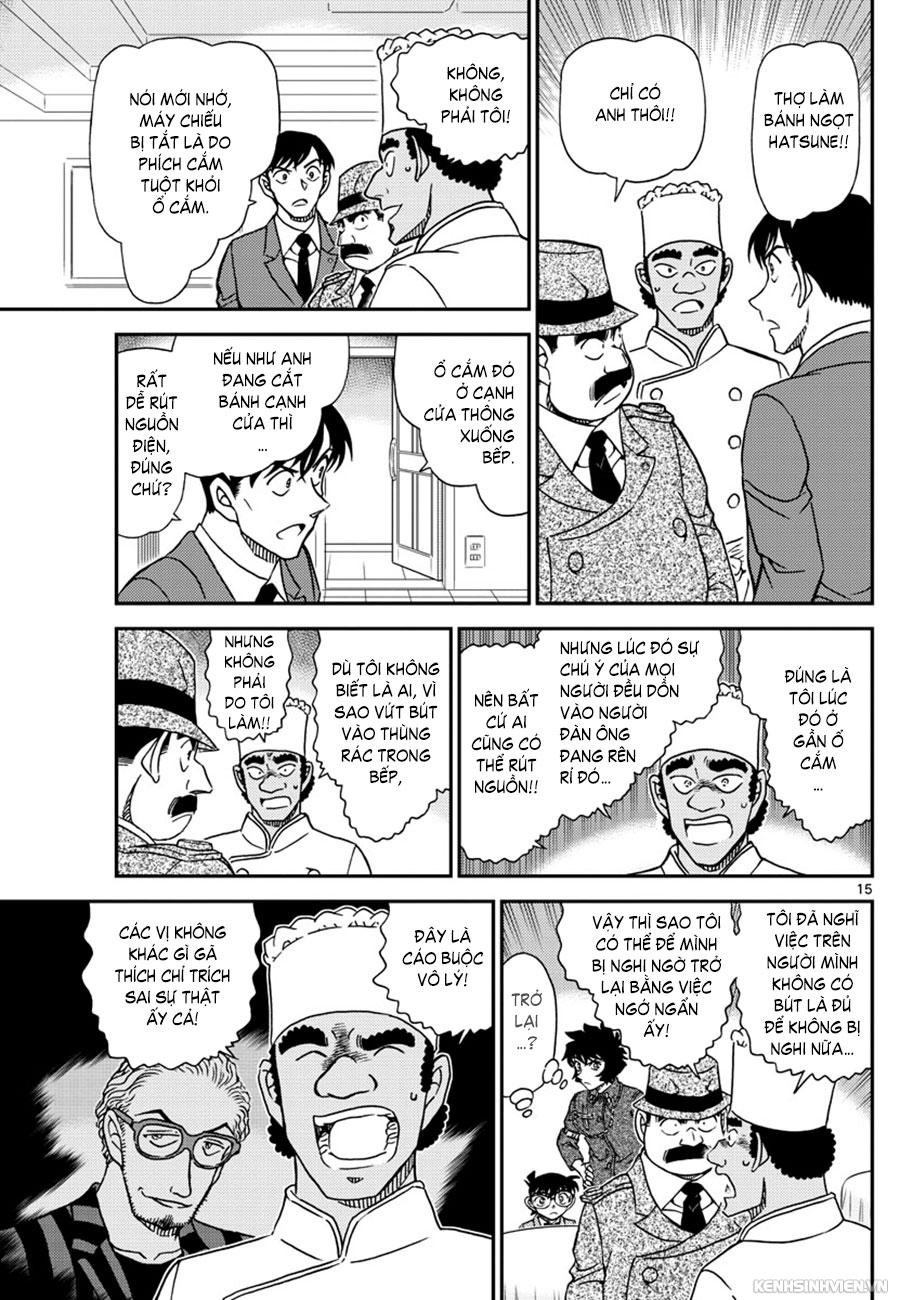 THỢ LÀM
BÁNH NGỌT
HATSUNE!!
CHỈ CÓ
ANH THÔI!!
KHÔNG,
KHÔNG
PHẢI TÔI!
NÓI MỚI NHỚ,
MÁY CHIẾU
BỊ TẮT LÀ DO
PHÍCH CẮM
TUỘT KHỎI
Ổ CẮM.
Ổ CẮM ĐÓ
Ở CẠNH
CỬA THÔNG
XUỐNG
BẾP.
NẾU NHƯ ANH
ĐANG CẮT
BÁNH CẠNH
CỬA THÌ
...
RẤT
DỄ RÚT
NGUỒN
ĐIỆN,
ĐÚNG
CHỨ?
ĐÚNG LÀ
TÔI LÚC
ĐÓ Ở
GẦN Ổ
CẮM
...
NHƯNG LÚC ĐÓ SỰ
CHÚ Ý CỦA MỌI
NGƯỜI ĐỀU DỒN
VÀO NGƯỜI
ĐÀN ÔNG
ĐANG RÊN
RỈ ĐÓ...
NÊN BẤT
CỨ AI
CŨNG CÓ
THỂ RÚT
NGUỒN!!
DÙ TÔI KHÔNG
BIẾT LÀ AI, VÌ
SAO VỨT BÚT
VÀO THÙNG
RÁC TRONG
BẾP,
NHƯNG
KHÔNG
PHẢI
DO TÔI
LÀM!!
15
TÔI ĐÃ NGHĨ
VIỆC TRÊN
NGƯỜI MÌNH
KHÔNG CÓ
BÚT LÀ ĐỦ
ĐỂ KHÔNG BỊ
NGHI NỮA...
VẬY THÌ SAO TÔI
CÓ THỂ ĐỂ MÌNH
BỊ NGHI NGỜ TRỞ
LẠI BẰNG VIỆC
NGỚ NGẨN
ẤY!
TRỞ
LẠI
...?
ĐÂY LÀ
CÁO BUỘC
VÔ LÝ!
CÁC VỊ KHÔNG
KHÁC GÌ GÃ
THÍCH CHỈ TRÍCH
SAI SỰ THẬT
ẤY CẢ!
KENHSINHVIEN.VN